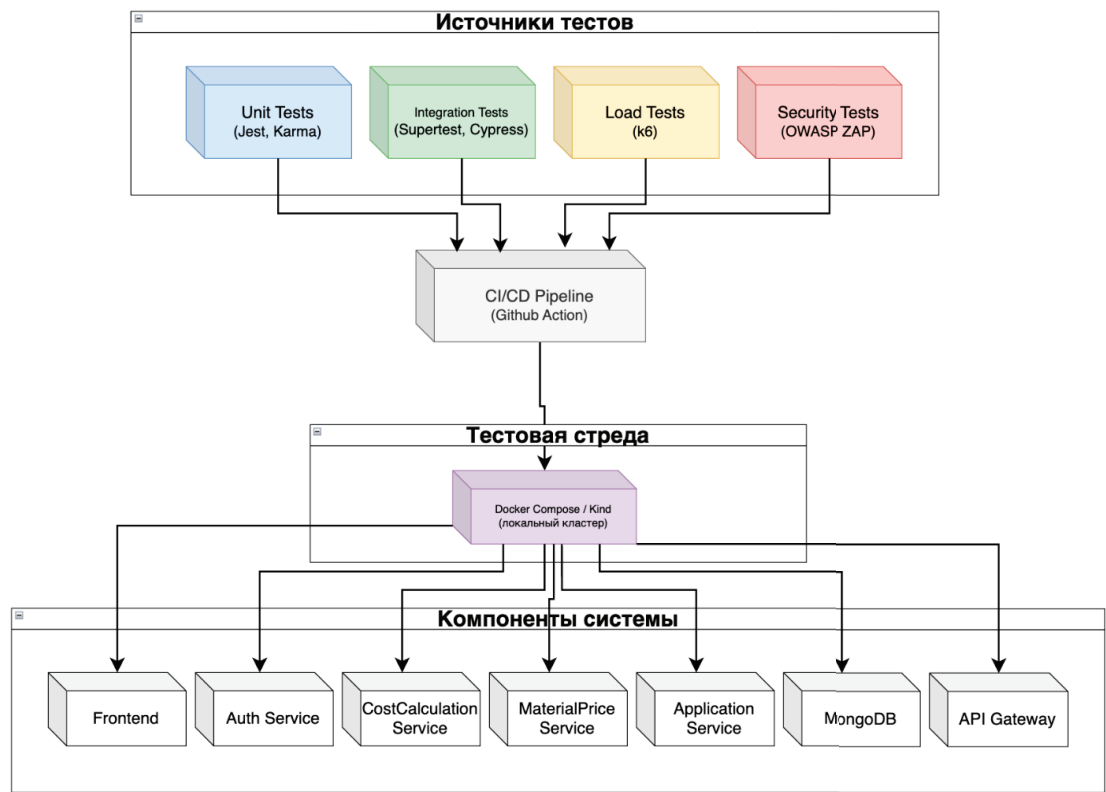 Источники тестов
Unit Tests
(Jest, Karma)
Integration Tests
(Supertest, Cypress)
Load Tests
(k6)
Security Tests
(OWASP ZAP)
CI/CD Pipeline
(Github Action)
Тестовая стреда
Docker Compose / Kind
(локальный кластер)
Компоненты системы
Frontend
Auth Service
CostCalculation
Service
MaterialPrice
Service
Application
Service
MongoDB
API Gateway